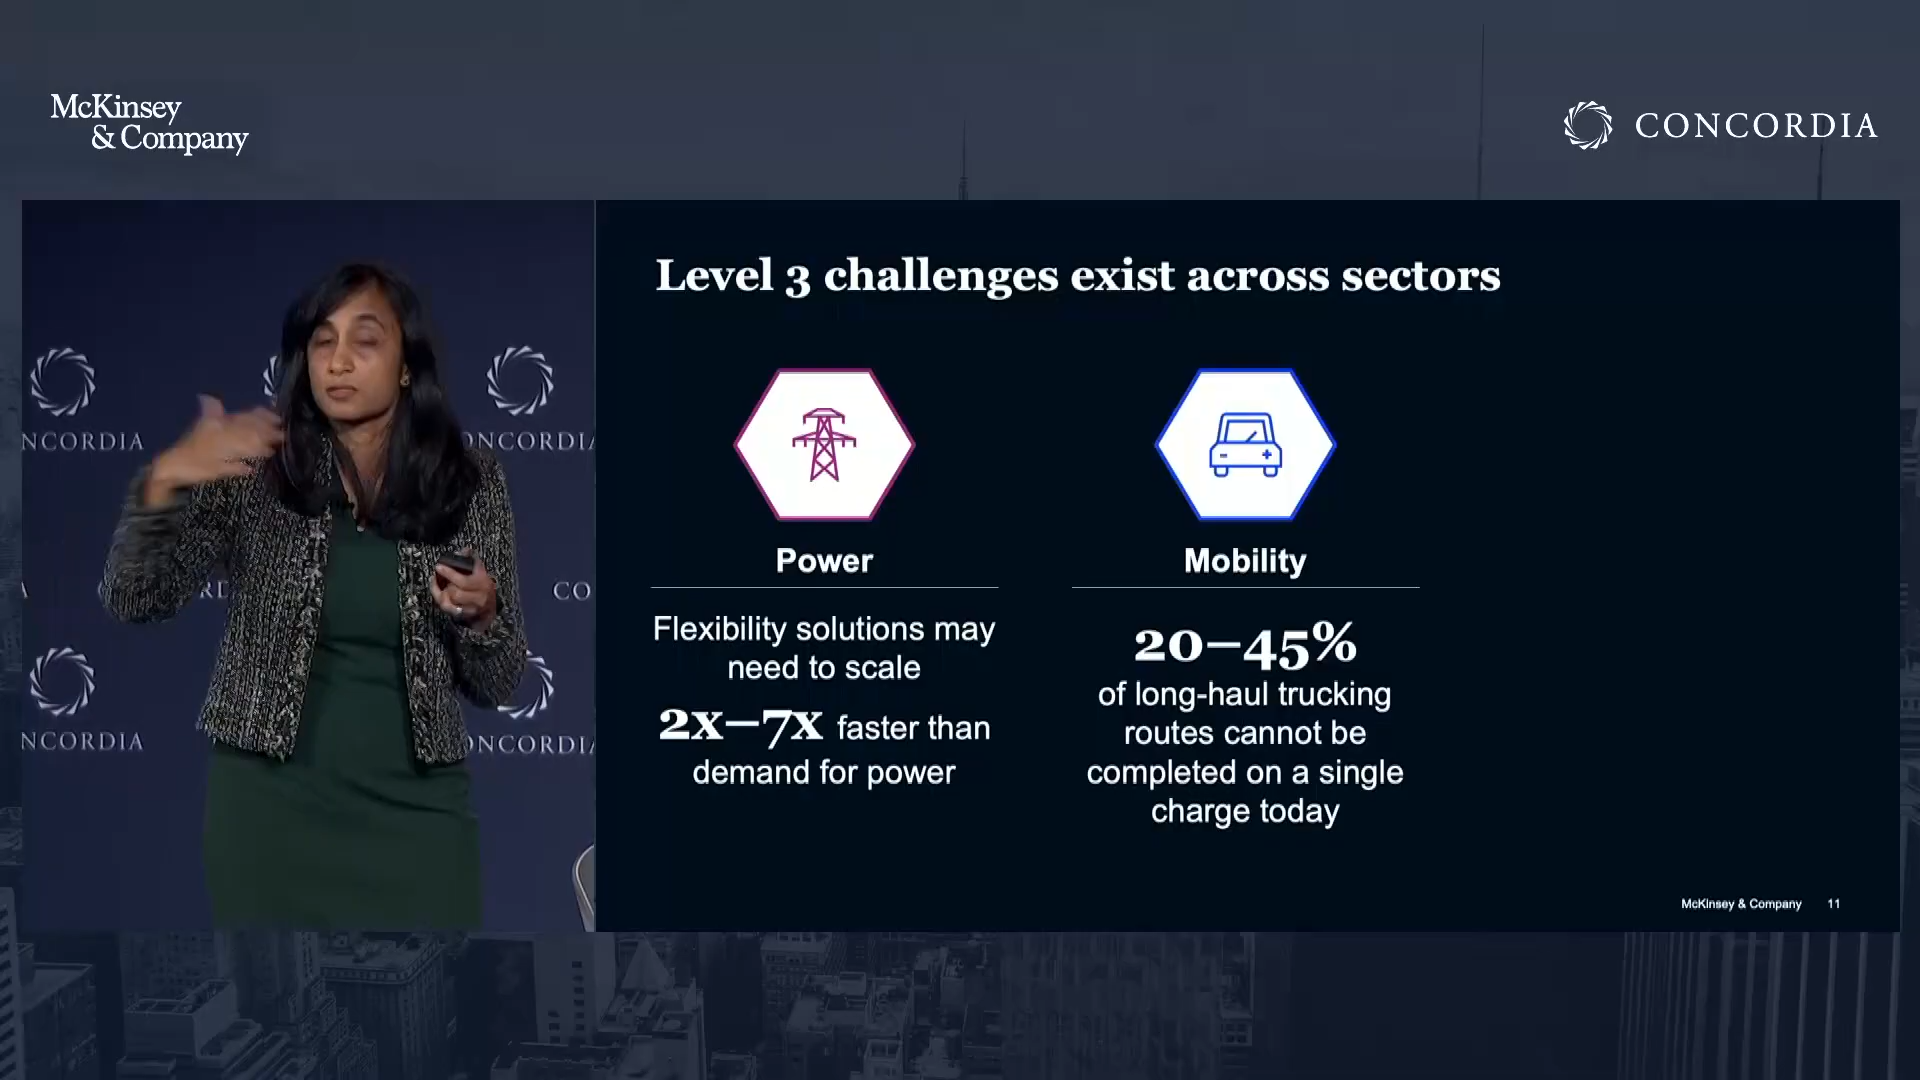 McKinsey
& Company
CONCORDIA
Level 3 challenges exist across sectors
Power
Flexibility solutions may
need to scale
2x–7x faster than
demand for power
Mobility
20–45%
of long-haul trucking
routes cannot be
completed on a single
charge today
McKinsey & Company 11
NCORDIA
ONCORDIA
CO
NCORDIA
ONCORDIA